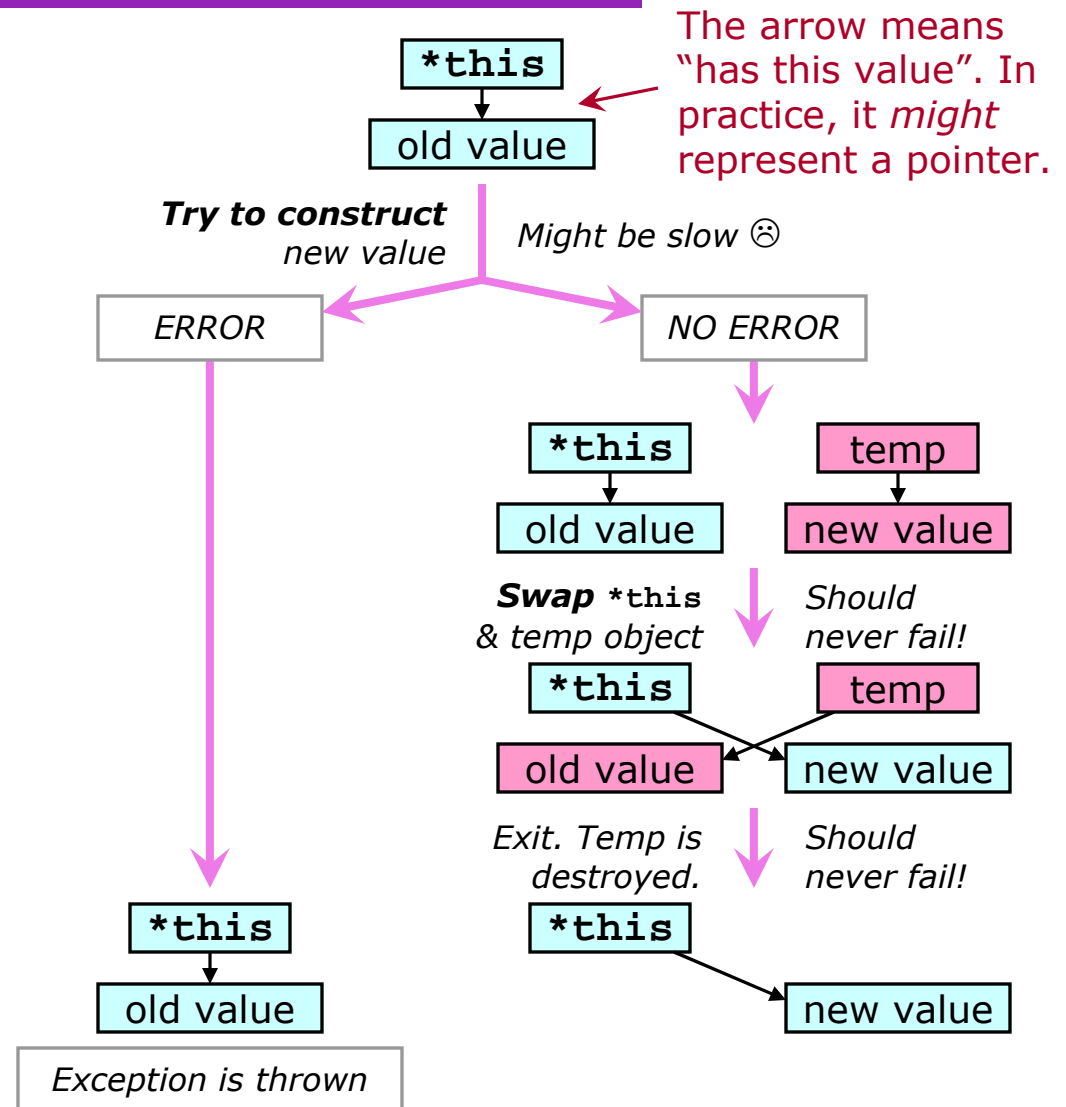 *this
old value
The arrow means
“has this value”. In
practice, it might
represent a pointer.
Try to construct
new value
Might be slow ☹
ERROR
NO ERROR
*this
temp
old value
new value
Swap *this
& temp object
Should
never fail!
*this
temp
old value
new value
Exit. Temp is
destroyed.
Should
never fail!
*this
new value
*this
old value
Exception is thrown